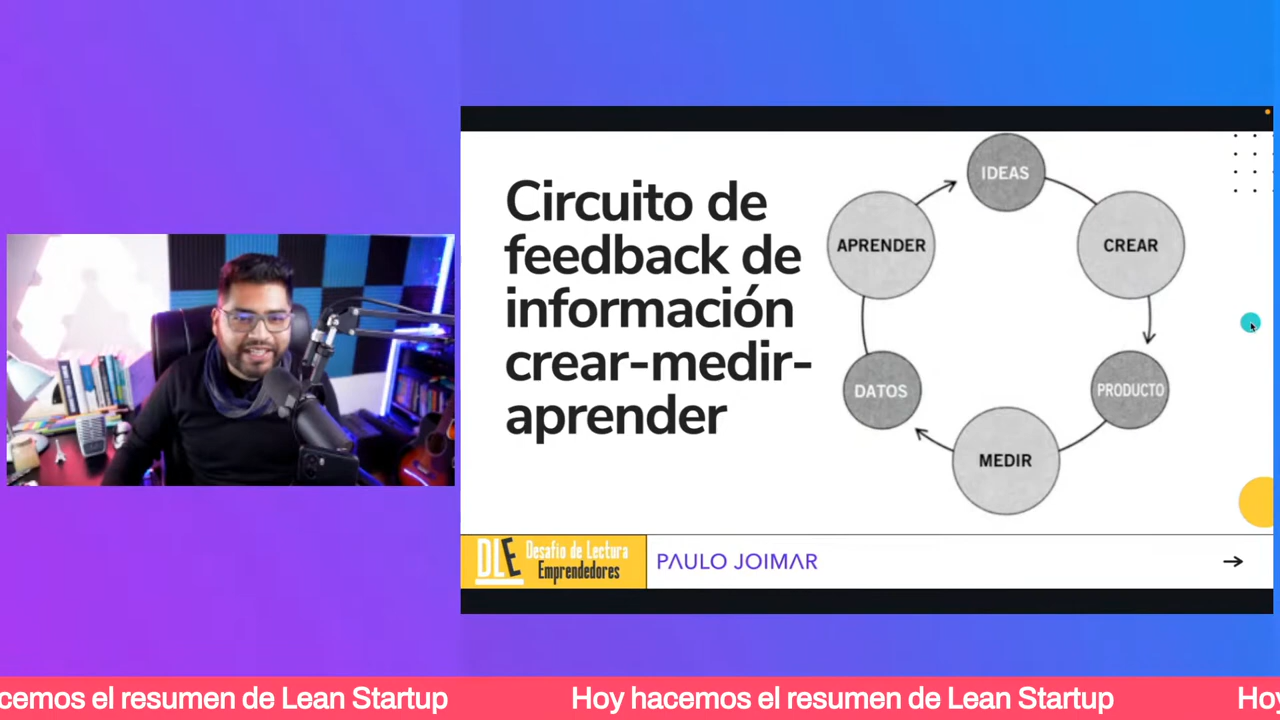 Circuito de
feedback de
información
crear-medir-
aprender
IDEAS
APRENDER
CREAR
DATOS
PRODUCTO
MEDIR
DLE Desafío de Lectura
Emprendedores
PAULO JOIMAR
cemos el resumen de Lean Startup Hoy hacemos el resumen de Lean Startup Hoy